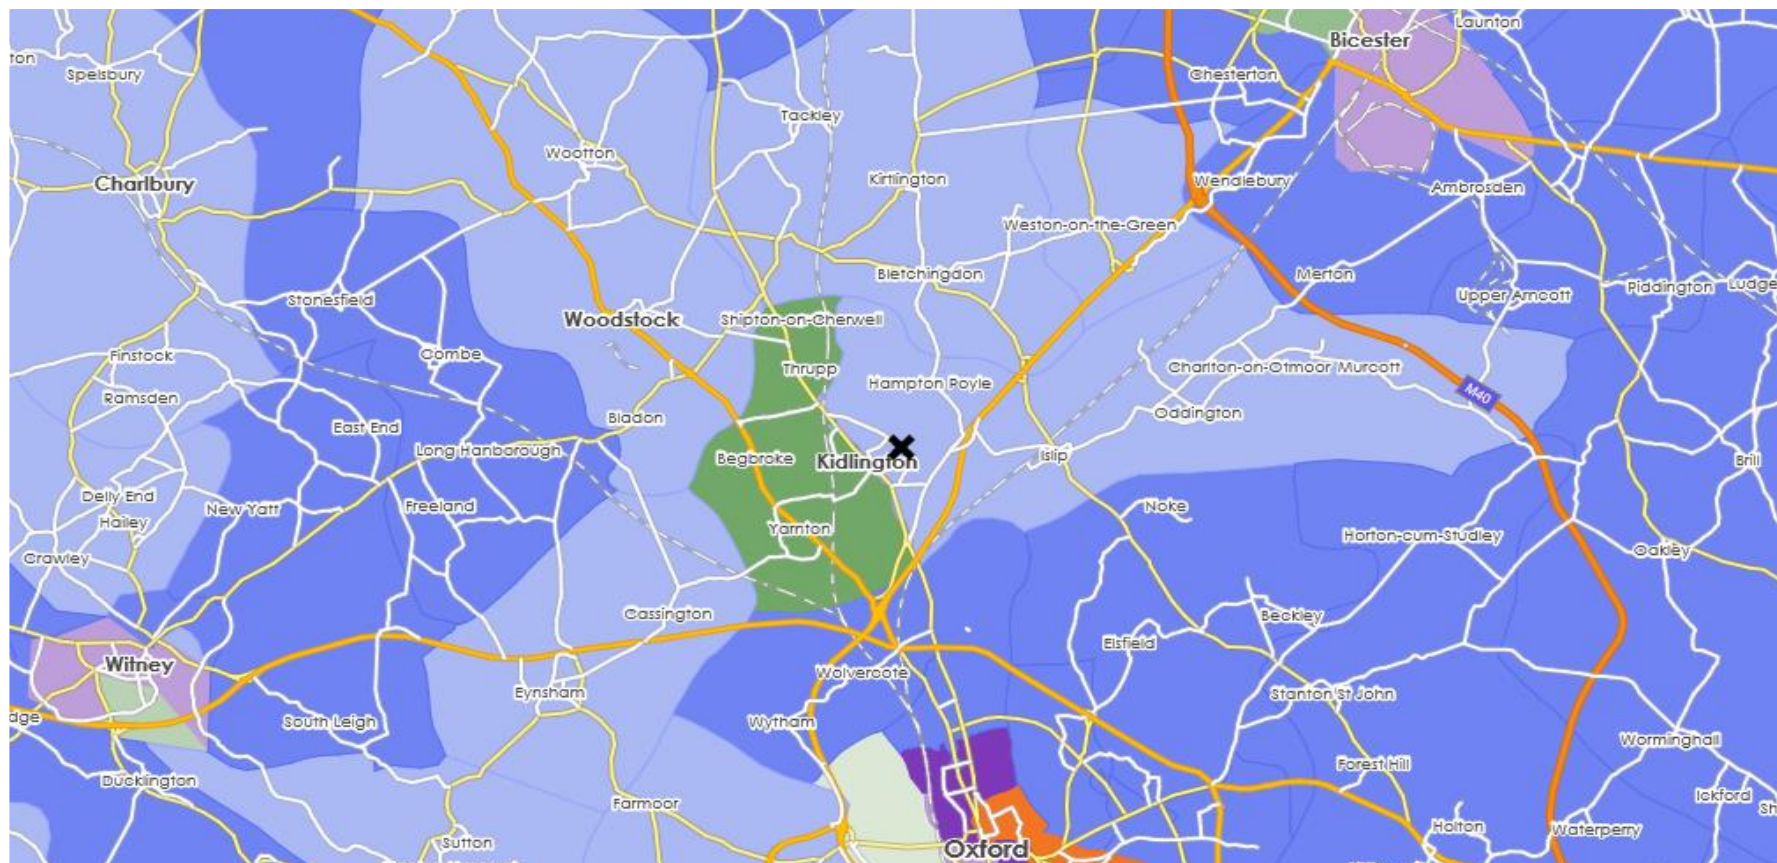 Launton
Bicester
ton
Spelsbury
Chesterton
Tackley
Wootton
Kirtlington
Wendlebury
Charlbury
Ambrosden
Weston-on-the-Green
Bletchingdon
Merton
Stonesfield
Upper Arncott
Piddington
Ludge
Woodstock
Shipton-on-Cherwell
Finstock
Combe
Thrupp
Hampton Poyle
Charlton-on-Otmoor
Murcott
Ramsden
M40
Bladon
Oddington
East End
Long Hanborough
Begbroke
Kidlington
Islip
Brill
Delly End
Freeland
New Yatt
Noke
Hailey
Yarnton
Horton-cum-Studley
Oakley
Crawley
Cassington
Beckley
Elsfield
Witney
Wolvercote
Eynsham
Stanton St John
dge
South Leigh
Wytham
Worminghall
Forest Hill
Ducklington
Ickford
Farmoor
Sh
Holton
Waterperry
Sutton
Oxford